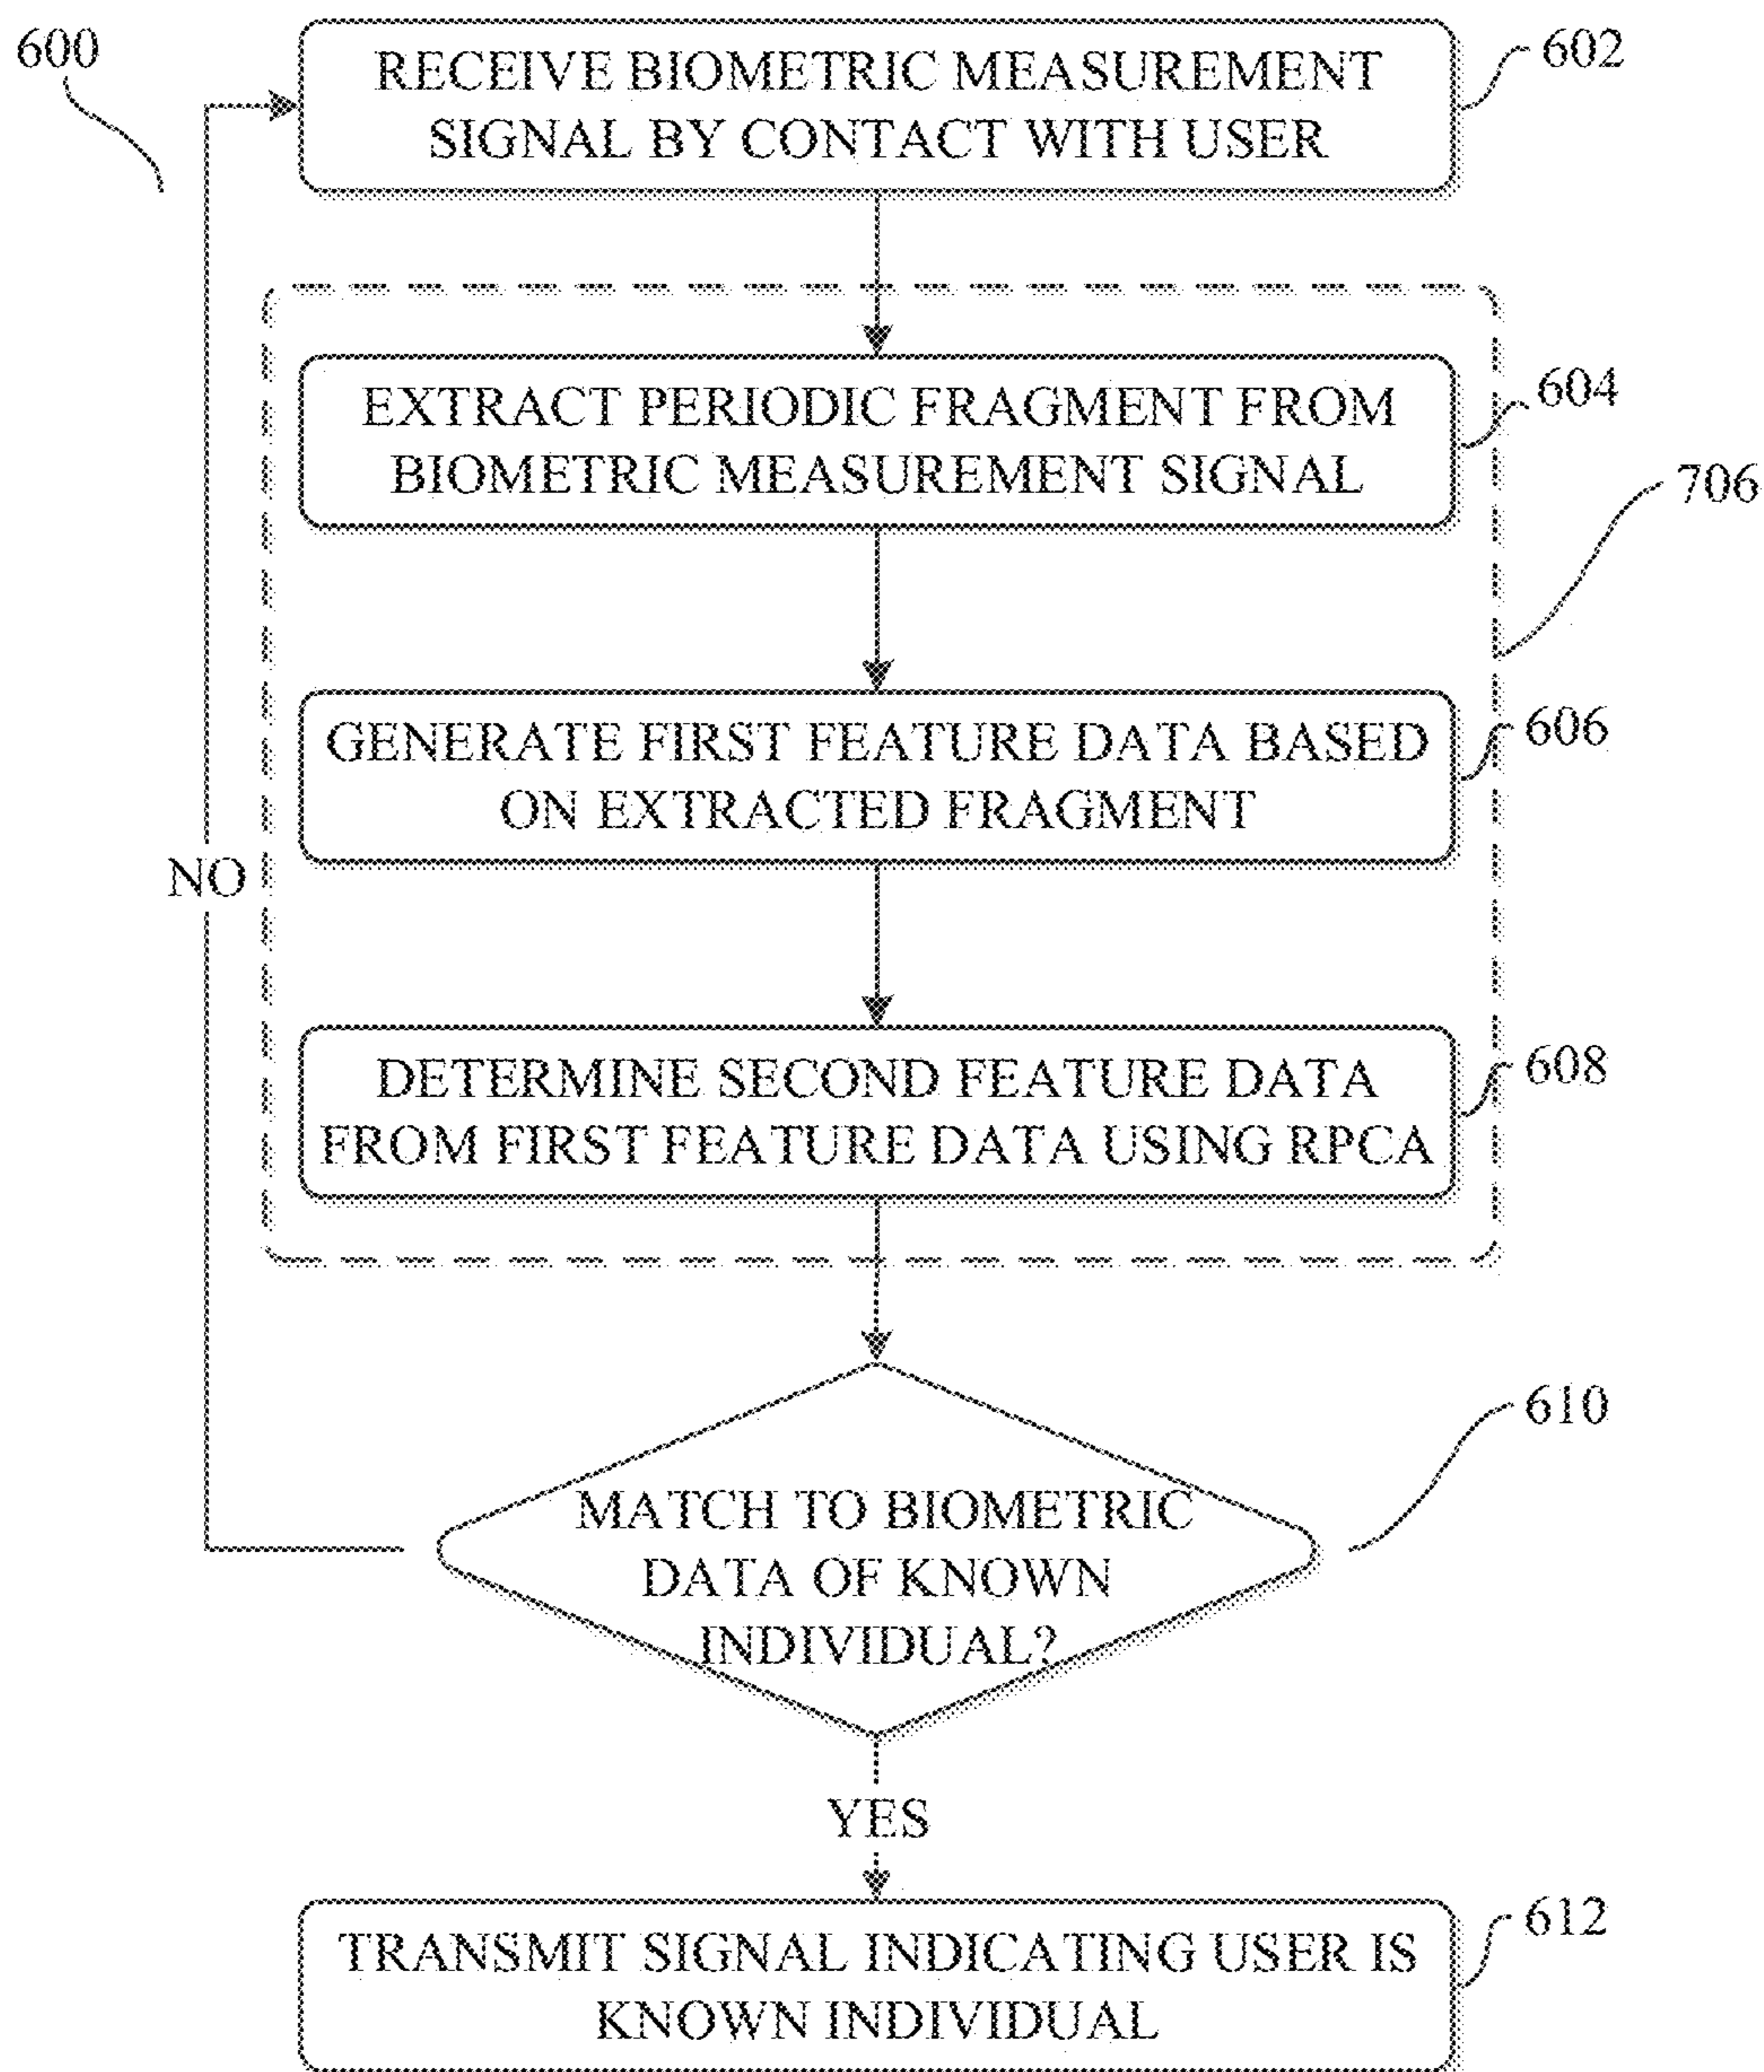 600
RECEIVE BIOMETRIC MEASUREMENT
SIGNAL BY CONTACT WITH USER
602
EXTRACT PERIODIC FRAGMENT FROM
BIOMETRIC MEASUREMENT SIGNAL
604
706
GENERATE FIRST FEATURE DATA BASED
ON EXTRACTED FRAGMENT
606
NO
DETERMINE SECOND FEATURE DATA
FROM FIRST FEATURE DATA USING RPCA
608
610
MATCH TO BIOMETRIC
DATA OF KNOWN
INDIVIDUAL?
YES
TRANSMIT SIGNAL INDICATING USER IS
KNOWN INDIVIDUAL
612